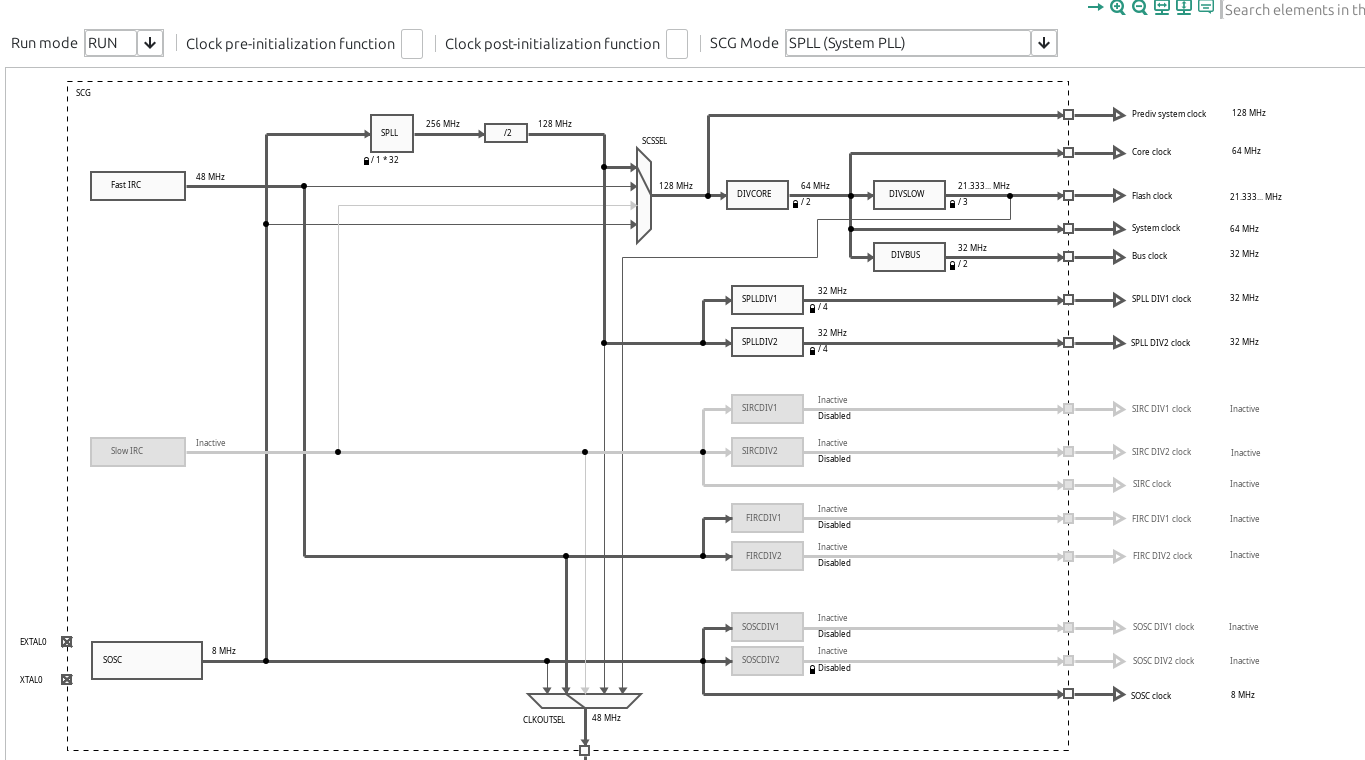 Search elements in th
Run mode RUN Clock pre-initialization function Clock post-initialization function SCG Mode SPLL (System PLL)
SCG
SPLL
256 MHz
/2
128 MHz
/ 1 * 32
SCSSEL
Prediv system clock 128 MHz
Core clock 64 MHz
Fast IRC
48 MHz
128 MHz
DIVCORE
64 MHz
/ 2
DIVSLOW
21.333... MHz
/ 3
Flash clock 21.333... MHz
System clock 64 MHz
DIVBUS
32 MHz
/ 2
Bus clock 32 MHz
SPLLDIV1
32 MHz
/ 4
SPLL DIV1 clock 32 MHz
SPLLDIV2
32 MHz
/ 4
SPLL DIV2 clock 32 MHz
SIRCDIV1
Inactive
Disabled
SIRC DIV1 clock Inactive
Slow IRC
Inactive
SIRCDIV2
Inactive
Disabled
SIRC DIV2 clock Inactive
SIRC clock Inactive
FIRCDIV1
Inactive
Disabled
FIRC DIV1 clock Inactive
FIRCDIV2
Inactive
Disabled
FIRC DIV2 clock Inactive
SOSCDIV1
Inactive
Disabled
SOSC DIV1 clock Inactive
EXTAL0
SOSC
8 MHz
SOSCDIV2
Inactive
Disabled
SOSC DIV2 clock Inactive
XTAL0
SOSC clock 8 MHz
CLKOUTSEL
48 MHz